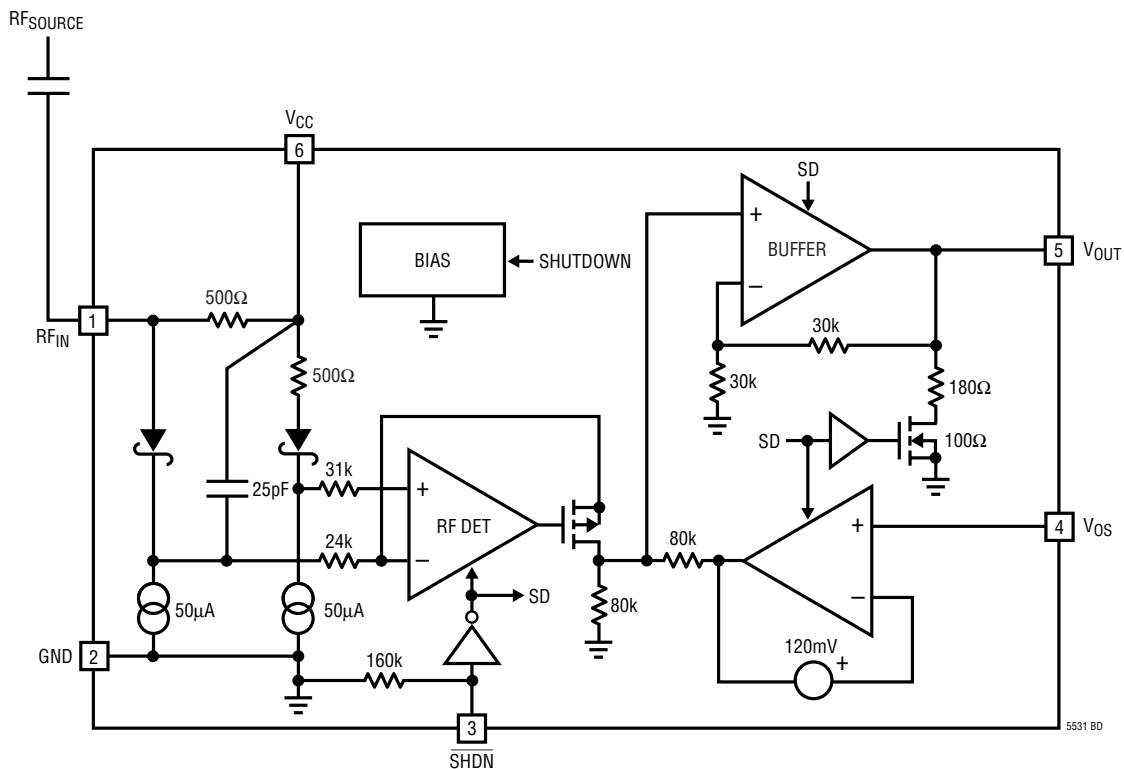 RFSOURCE
VCC
6
SD
+
BUFFER
–
5
VOUT
BIAS
SHUTDOWN
500Ω
1
RFIN
500Ω
30k
30k
180Ω
SD
100Ω
31k
25pF
+
RF DET
–
24k
+
4
VOS
80k
–
50µA
50µA
SD
80k
120mV
+
GND
2
160k
3
SHDN
5531 BD